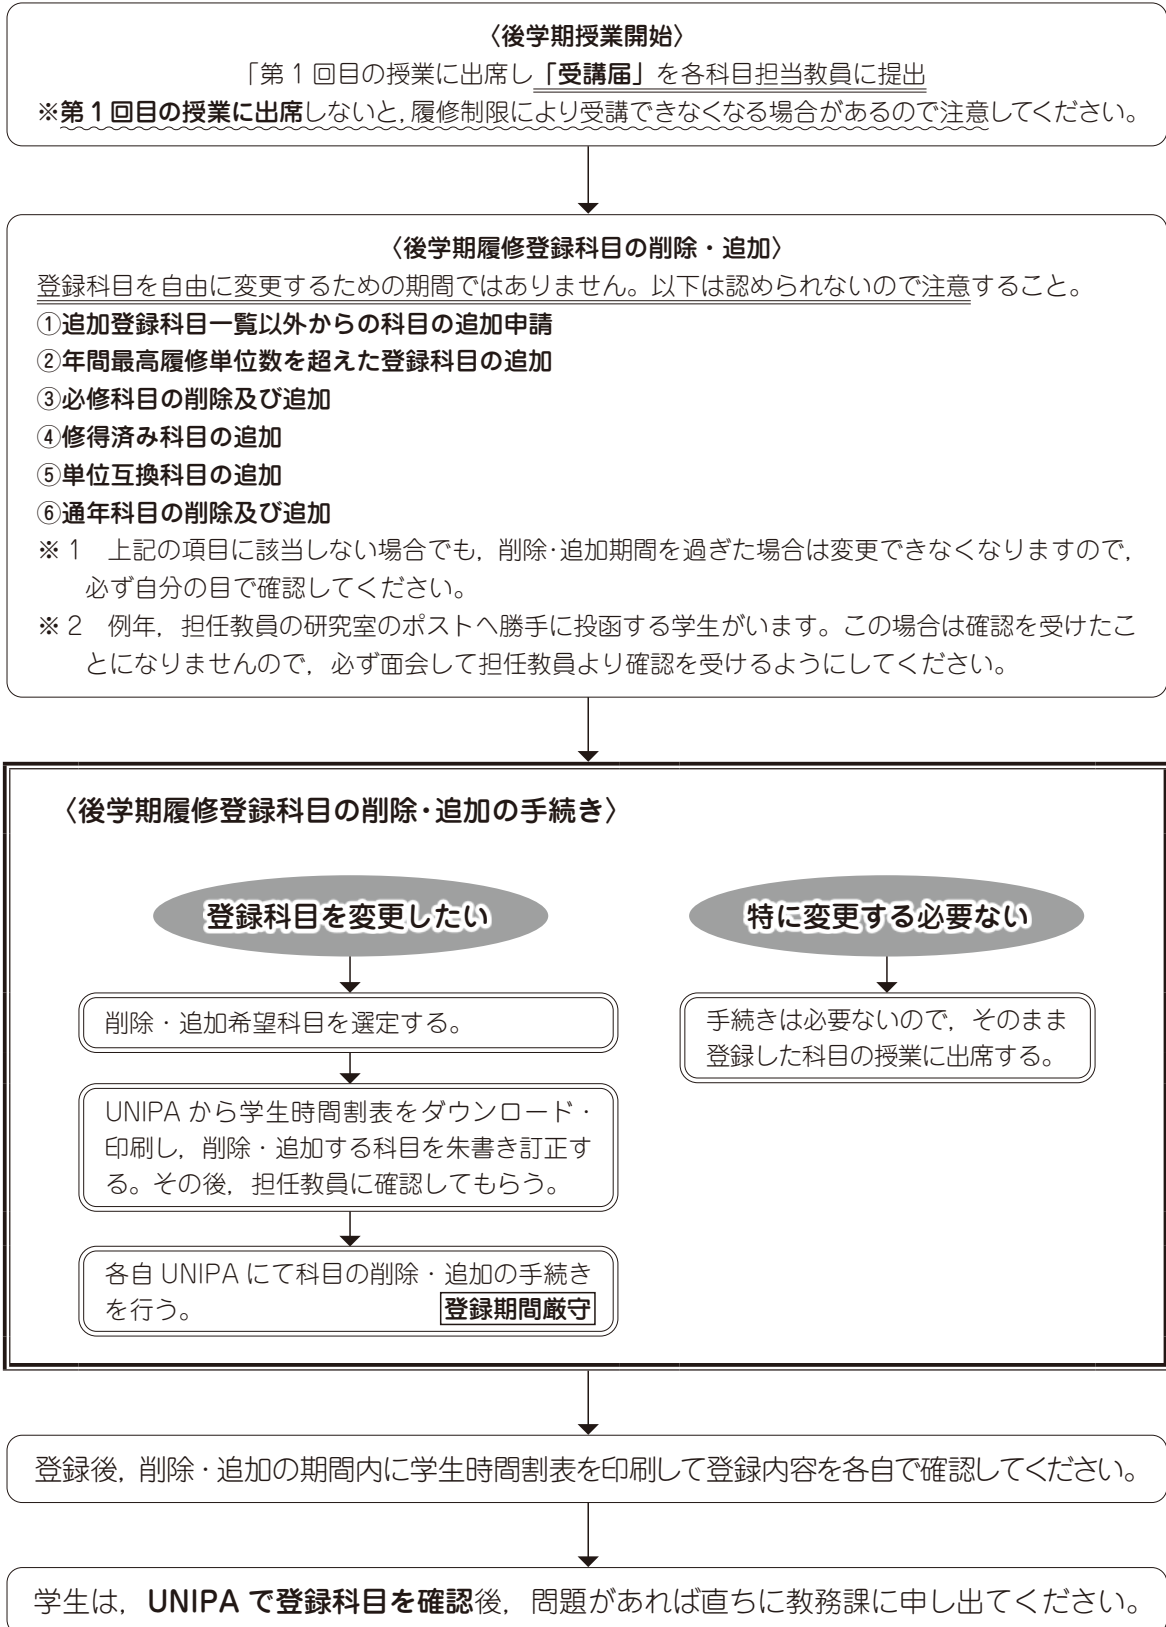 〈後学期授業開始〉
「第1回目の授業に出席し「受講届」を各科目担当教員に提出
※第1回目の授業に出席しないと，履修制限により受講できなくなる場合があるので注意してください。
〈後学期履修登録科目の削除・追加〉
登録科目を自由に変更するための期間ではありません。以下は認められないので注意すること。
①追加登録科目一覧以外からの科目の追加申請
②年間最高履修単位数を超えた登録科目の追加
③必修科目の削除及び追加
④修得済み科目の追加
⑤単位互換科目の追加
⑥通年科目の削除及び追加
※1　上記の項目に該当しない場合でも，削除・追加期間を過ぎた場合は変更できなくなりますので，
必ず自分の目で確認してください。
※2　例年，担任教員の研究室のポストへ勝手に投函する学生がいます。この場合は確認を受けたこ
とになりませんので，必ず面会して担任教員より確認を受けるようにしてください。
〈後学期履修登録科目の削除・追加の手続き〉
登録科目を変更したい
削除・追加希望科目を選定する。
UNIPAから学生時間割表をダウンロード・
印刷し，削除・追加する科目を朱書き訂正す
る。その後，担任教員に確認してもらう。
各自UNIPAにて科目の削除・追加の手続き
を行う。　登録期間厳守
特に変更する必要ない
手続きは必要ないので，そのまま
登録した科目の授業に出席する。
登録後，削除・追加の期間内に学生時間割表を印刷して登録内容を各自で確認してください。
学生は，UNIPAで登録科目を確認後，問題があれば直ちに教務課に申し出てください。